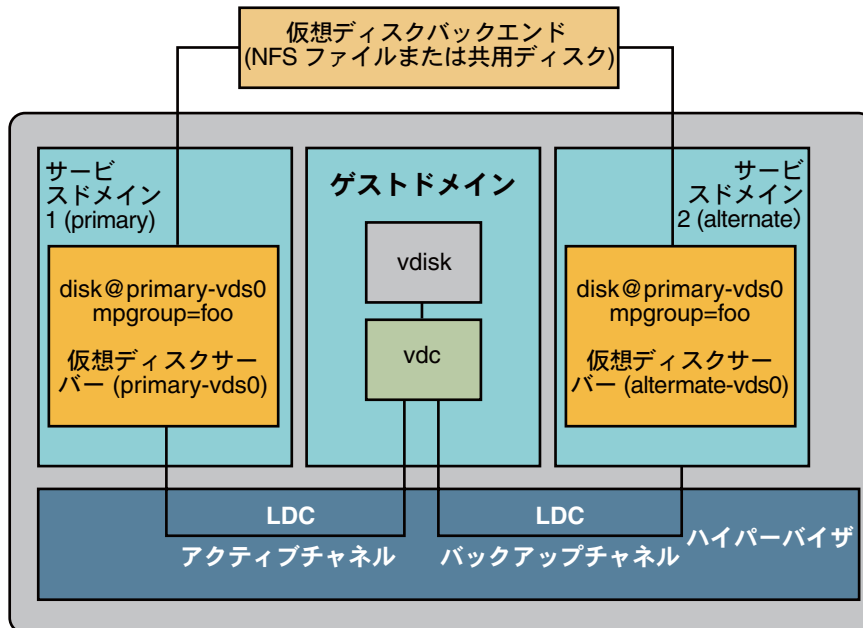 仮想ディスクバックエンド
(NFS ファイルまたは共用ディスク)
サービ
スドメイン
1 (primary)
disk@primary-vds0
mpgroup=foo
仮想ディスクサー
バー (primary-vds0)
ゲストドメイン
vdisk
vdc
サービ
スドメイン
2 (alternate)
disk@primary-vds0
mpgroup=foo
仮想ディスクサー
バー (altermate-vds0)
LDC
アクティブチャネル
LDC
バックアップチャネル
ハイパーバイザ